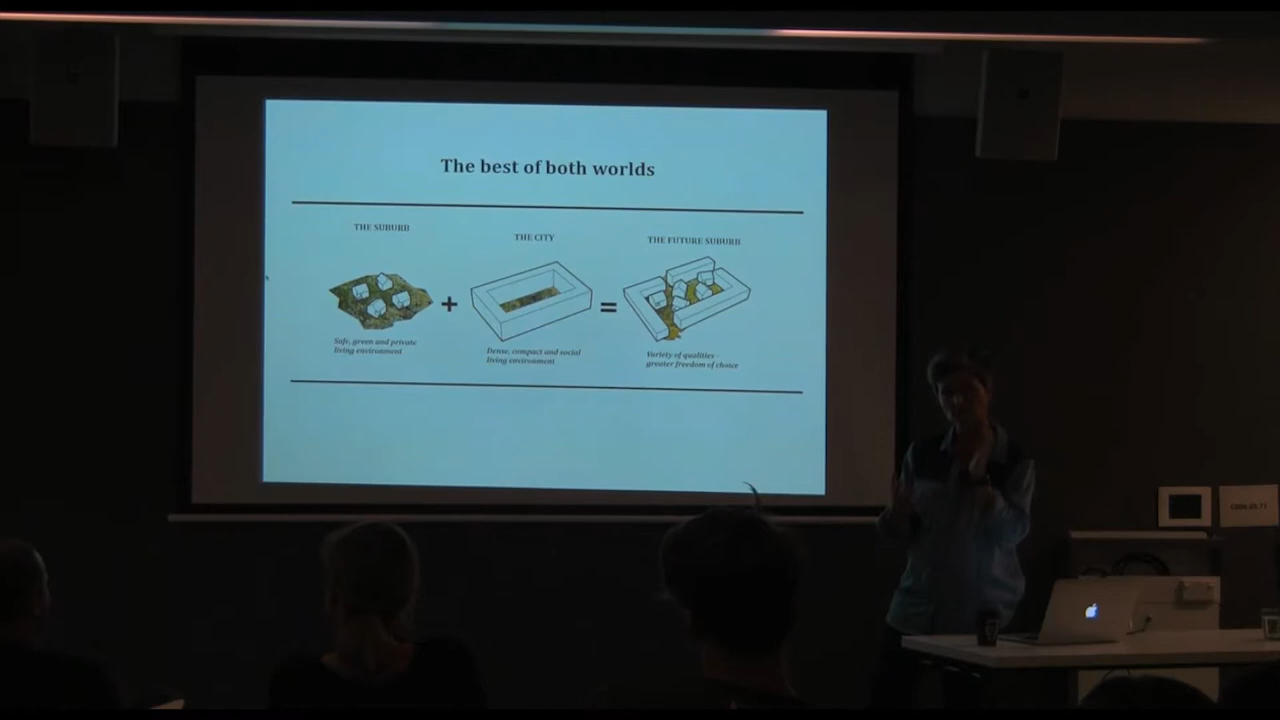 The best of both worlds
THE SUBURB
THE CITY
THE FUTURE SUBURB
+
=
Safe, green and private
living environment
Dense, compact and social
living environment
Variety of qualities -
greater freedom of choice